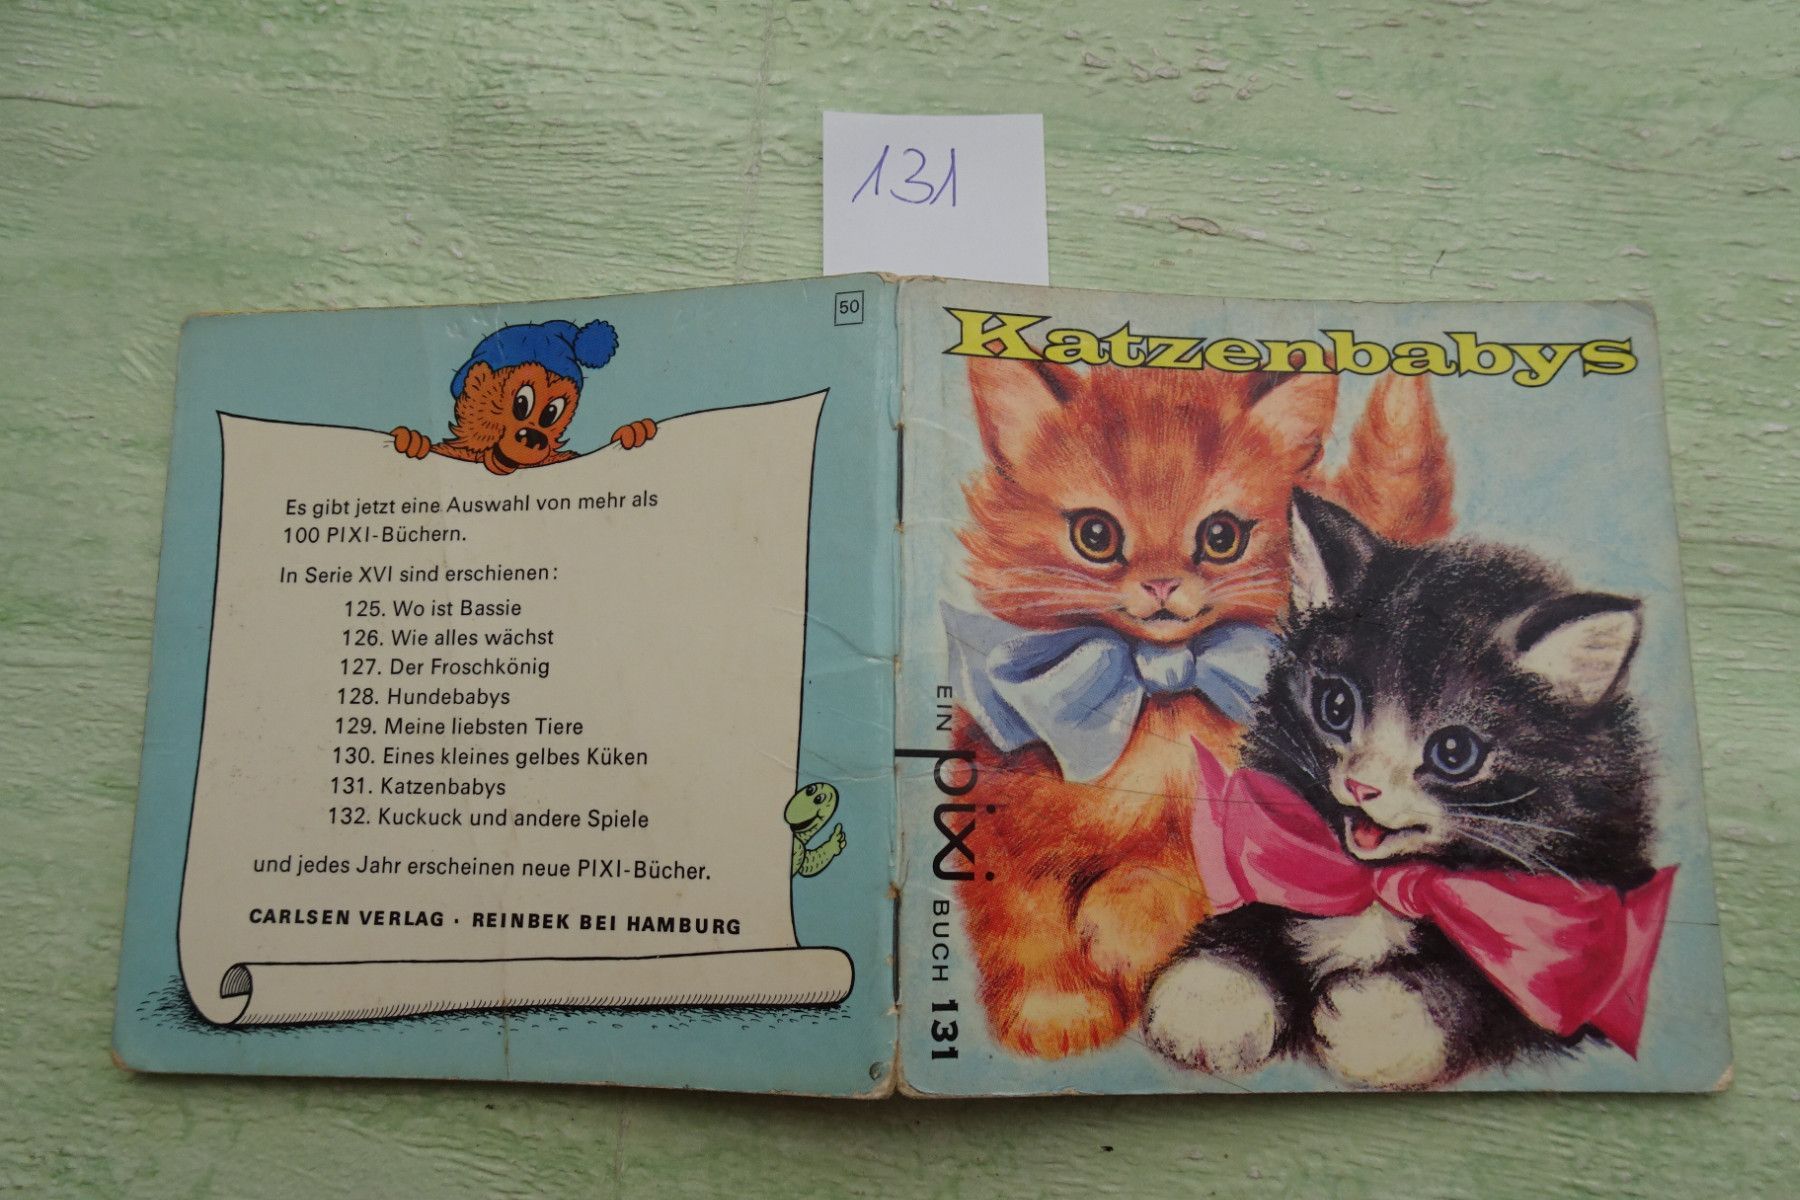 131
50
Es gibt jetzt eine Auswahl von mehr als
100 PIXI-Büchern.
In Serie XVI sind erschienen:
125. Wo ist Bassie
126. Wie alles wächst
127. Der Froschkönig
128. Hundebabys
129. Meine liebsten Tiere
130. Eines kleines gelbes Küken
131. Katzenbabys
132. Kuckuck und andere Spiele
und jedes Jahr erscheinen neue PIXI-Bücher.
CARLSEN VERLAG · REINBEK BEI HAMBURG
Katzenbabys
EIN pixi BUCH 131